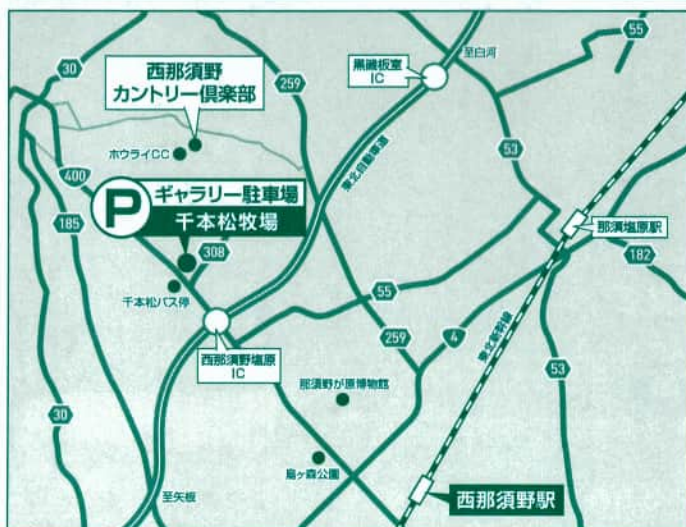 30
西那須野
カントリー倶楽部
259
黒磯板室
IC
至白河
55
55
ホウライCC
東北自動車道
53
400
P
ギャラリー駐車場
千本松牧場
185
308
千本松バス停
那須塩原駅
182
西那須野塩原
IC
55
259
4
東北新幹線
53
那須野が原博物館
30
烏ヶ森公園
至矢板
西那須野駅